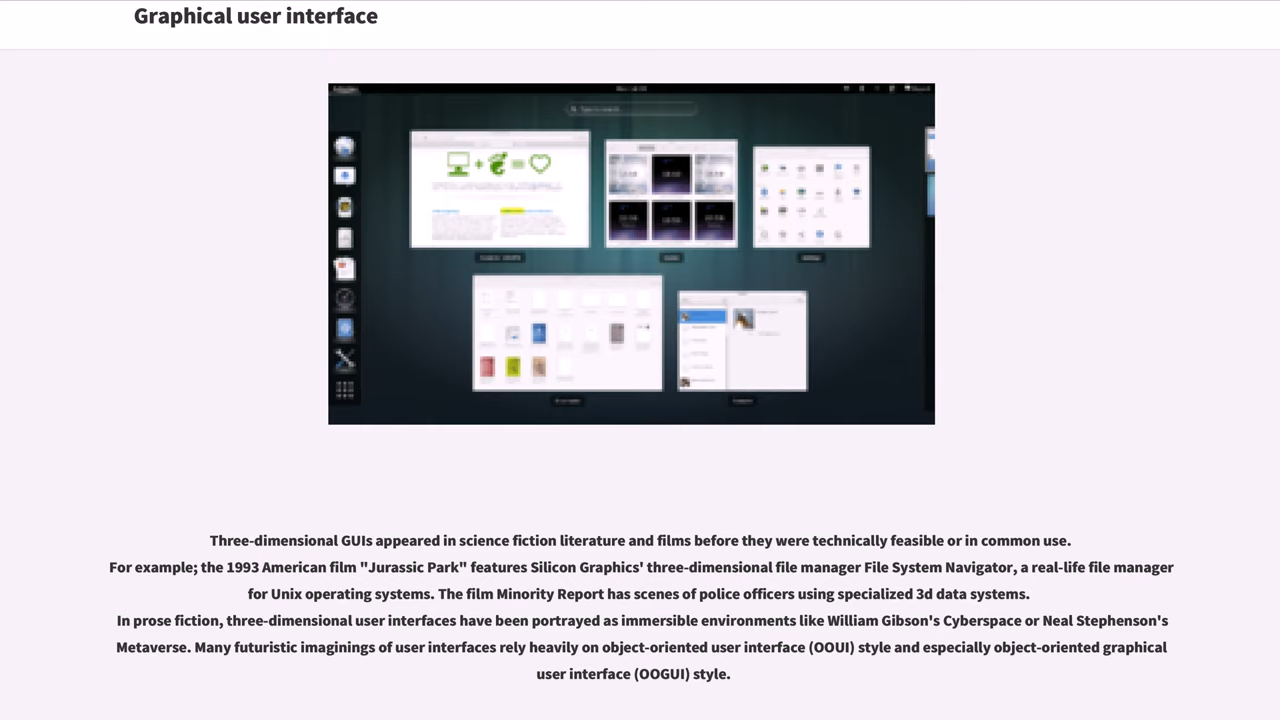 Graphical user interface
Three-dimensional GUIs appeared in science fiction literature and films before they were technically feasible or in common use.
For example; the 1993 American film "Jurassic Park" features Silicon Graphics' three-dimensional file manager File System Navigator, a real-life file manager
for Unix operating systems. The film Minority Report has scenes of police officers using specialized 3d data systems.
In prose fiction, three-dimensional user interfaces have been portrayed as immersible environments like William Gibson's Cyberspace or Neal Stephenson's
Metaverse. Many futuristic imaginings of user interfaces rely heavily on object-oriented user interface (OOUI) style and especially object-oriented graphical
user interface (OOGUI) style.